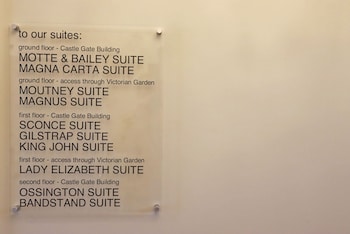 to our suites:
ground floor - Castle Gate Building
MOTTE & BAILEY SUITE
MAGNA CARTA SUITE
ground floor - access through Victorian Garden
MOUTNEY SUITE
MAGNUS SUITE
first floor - Castle Gate Building
SCONCE SUITE
GILSTRAP SUITE
KING JOHN SUITE
first floor - access through Victorian Garden
LADY ELIZABETH SUITE
second floor - Castle Gate Building
OSSINGTON SUITE
BANDSTAND SUITE